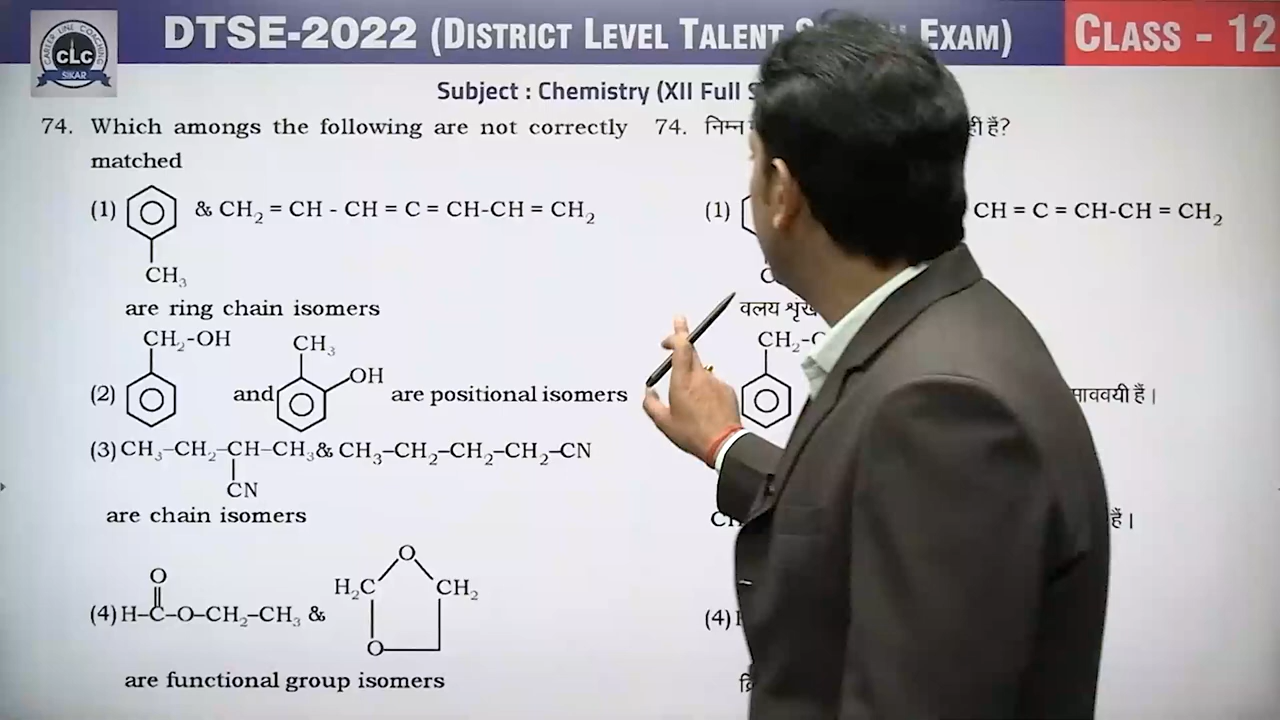 CAREER LINE COACHING
CLC
SIKAR
DTSE-2022 (DISTRICT LEVEL TALENT EXAM)
CLASS - 12
Subject : Chemistry (XII Full
74. Which amongs the following are not correctly
matched
(1) & CH₂ = CH - CH = C = CH-CH = CH₂
CH₃
are ring chain isomers
CH₂-OH CH₃
OH
(2) and are positional isomers
(3) CH₃–CH₂–CH–CH₃& CH₃–CH₂–CH₂–CH₂–CN
CN
are chain isomers
O O
H₂C CH₂
(4) H–C–O–CH₂–CH₃ &
O
are functional group isomers
74. निम्न हैं?
(1) CH = C = CH-CH = CH₂
वलय
CH₂-
हैं।
(4)